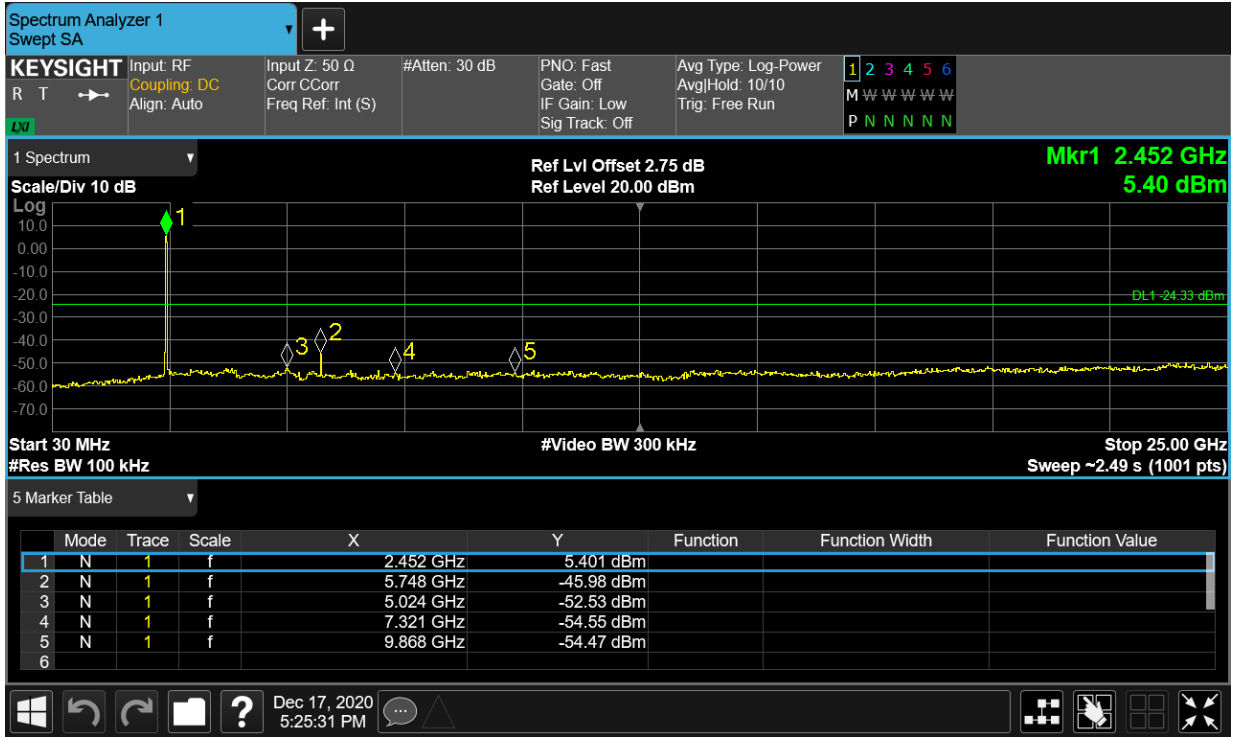 Spectrum Analyzer 1
Swept SA
KEYSIGHT
R T
LXI
Input: RF
Coupling: DC
Align: Auto
Input Z: 50 Ω
Corr CCorr
Freq Ref: Int (S)
#Atten: 30 dB
PNO: Fast
Gate: Off
IF Gain: Low
Sig Track: Off
Avg Type: Log-Power
Avg|Hold: 10/10
Trig: Free Run
1 2 3 4 5 6
M W W W W W
P N N N N N
1 Spectrum
Scale/Div 10 dB
Ref Lvl Offset 2.75 dB
Ref Level 20.00 dBm
Mkr1 2.452 GHz
5.40 dBm
Log
10.0
0.00
-10.0
-20.0
-30.0
-40.0
-50.0
-60.0
-70.0
1
DL1 -24.33 dBm
2
3
4
5
Start 30 MHz
#Video BW 300 kHz
Stop 25.00 GHz
#Res BW 100 kHz
Sweep ~2.49 s (1001 pts)
5 Marker Table
Mode Trace Scale X Y Function Function Width Function Value
1 N 1 f 2.452 GHz 5.401 dBm
2 N 1 f 5.748 GHz -45.98 dBm
3 N 1 f 5.024 GHz -52.53 dBm
4 N 1 f 7.321 GHz -54.55 dBm
5 N 1 f 9.868 GHz -54.47 dBm
6
?
Dec 17, 2020
5:25:31 PM